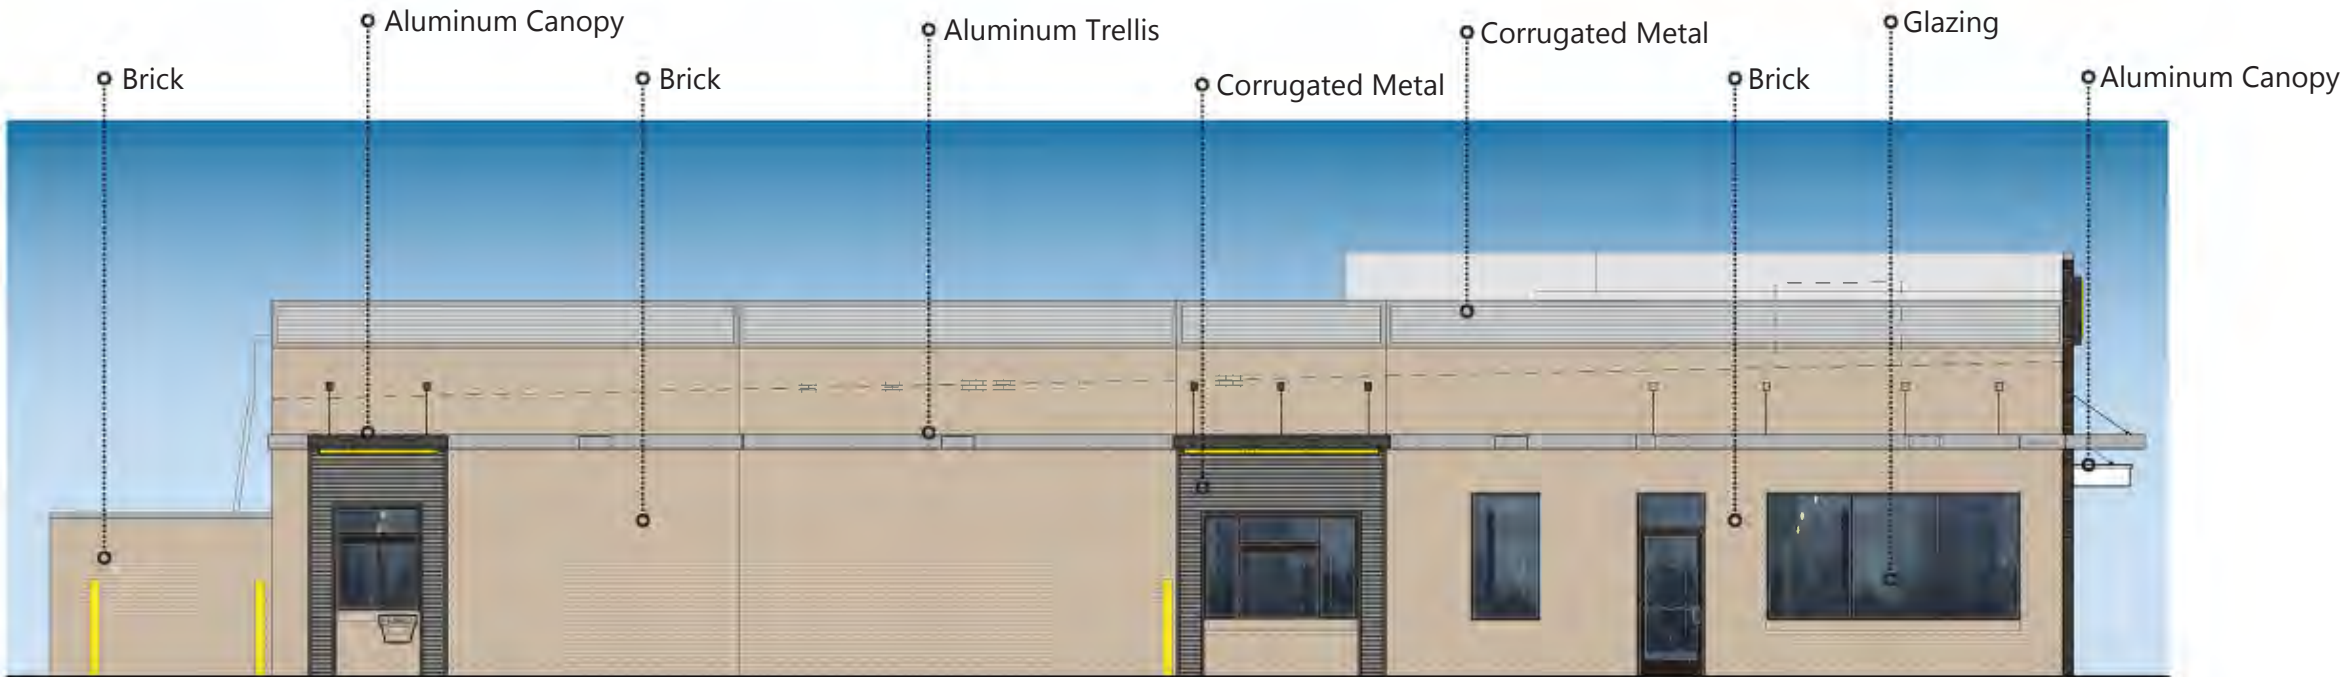 Aluminum Canopy
Aluminum Trellis
Corrugated Metal
Glazing
Brick
Brick
Corrugated Metal
Brick
Aluminum Canopy